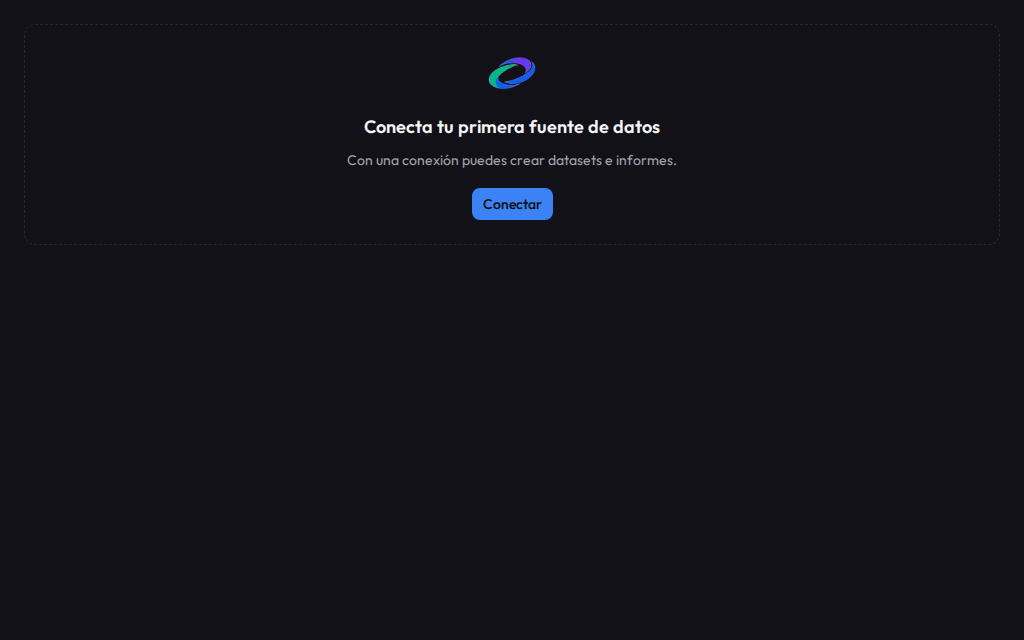 Conecta tu primera fuente de datos
Con una conexión puedes crear datasets e informes.
Conectar